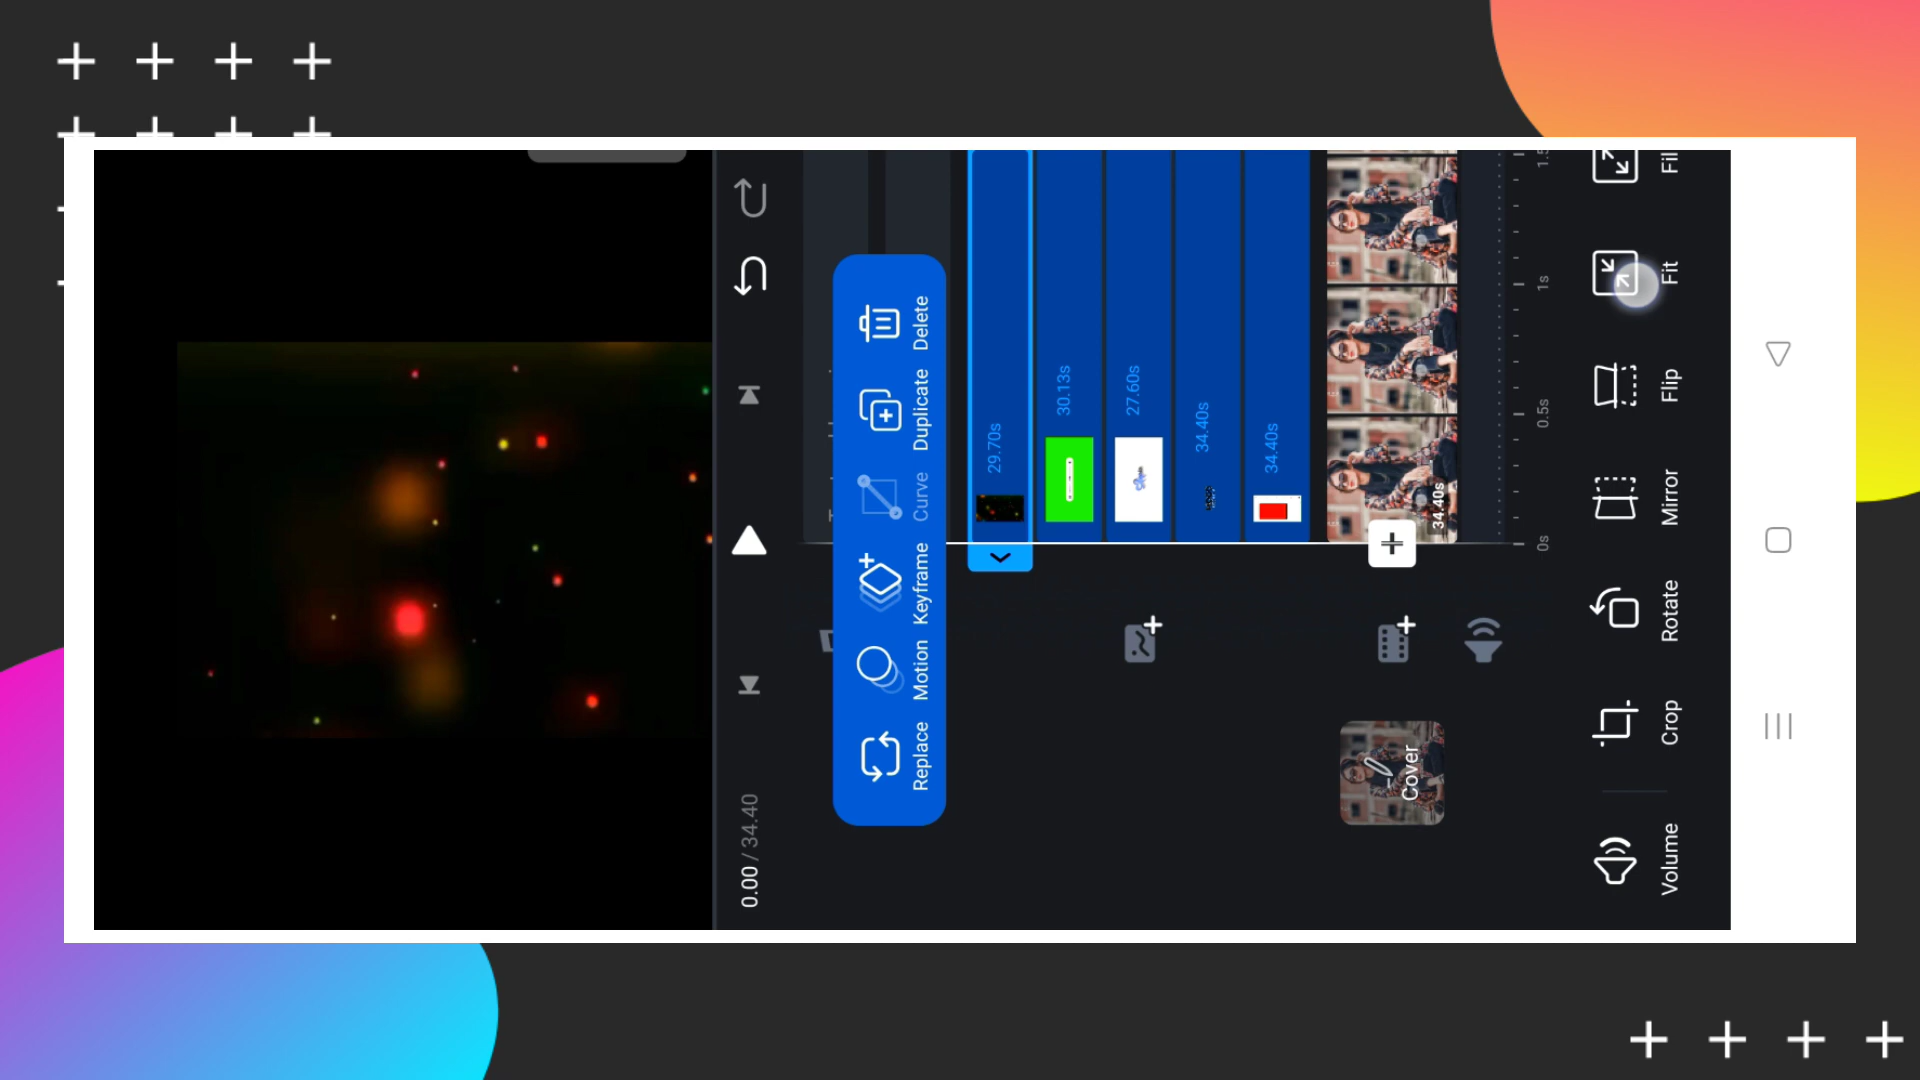 0.00 / 34.40
Replace
Motion
Keyframe
Curve
Duplicate
Delete
29.70s
30.13s
27.60s
34.40s
34.40s
Cover
34.40s
0s
0.5s
1s
Volume
Crop
Rotate
Mirror
Flip
Fit